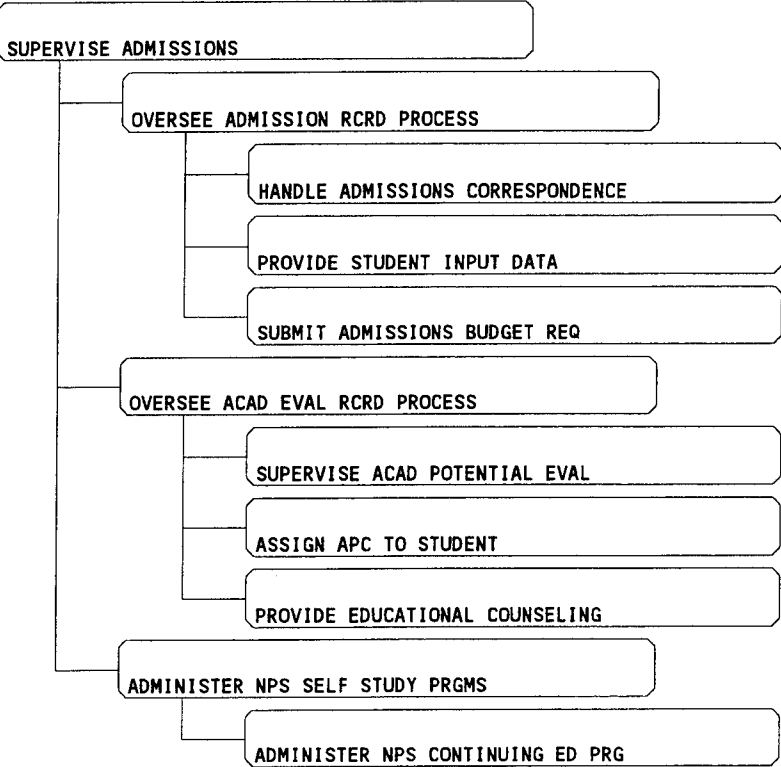 SUPERVISE ADMISSIONS
OVERSEE ADMISSION RCRD PROCESS
HANDLE ADMISSIONS CORRESPONDENCE
PROVIDE STUDENT INPUT DATA
SUBMIT ADMISSIONS BUDGET REQ
OVERSEE ACAD EVAL RCRD PROCESS
SUPERVISE ACAD POTENTIAL EVAL
ASSIGN APC TO STUDENT
PROVIDE EDUCATIONAL COUNSELING
ADMINISTER NPS SELF STUDY PRGMS
ADMINISTER NPS CONTINUING ED PRG